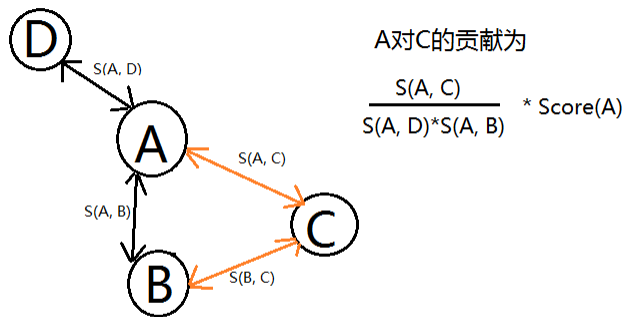 D
A对C的贡献为
S(A, D)
S(A, C)
S(A, D)*S(A, B)
* Score(A)
A
S(A, C)
S(A, B)
C
B
S(B, C)